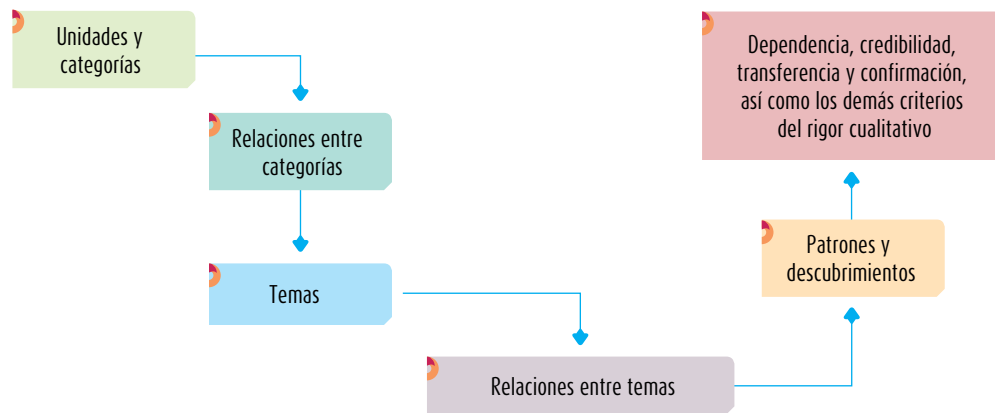 Unidades y
categorías
Relaciones entre
categorías
Temas
Relaciones entre temas
Patrones y
descubrimientos
Dependencia, credibilidad,
transferencia y confirmación,
así como los demás criterios
del rigor cualitativo